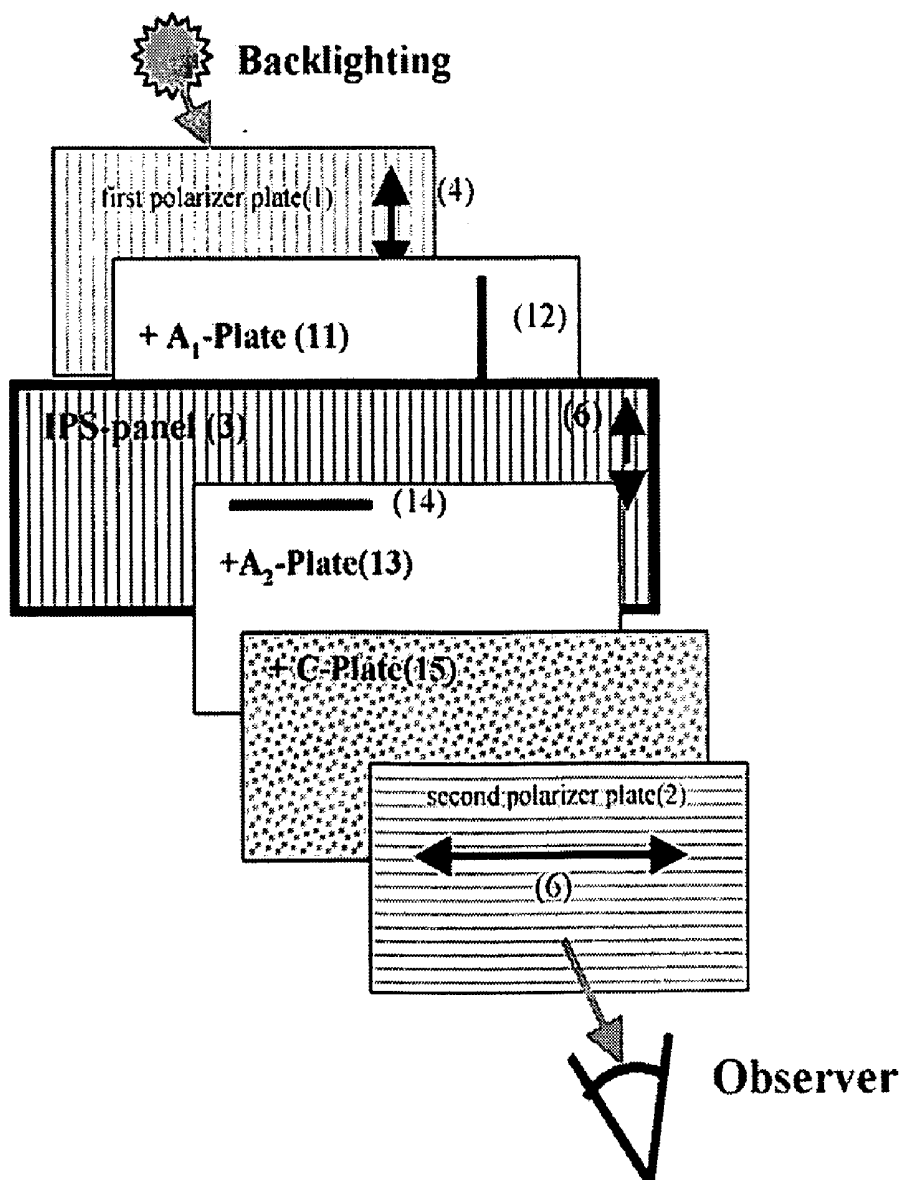 Backlighting
first polarizer plate(1)
(4)
+ A₁-Plate (11)
(12)
IPS-panel (3)
(6)
(14)
+A₂-Plate(13)
+ C-Plate(15)
second polarizer plate(2)
(6)
Observer